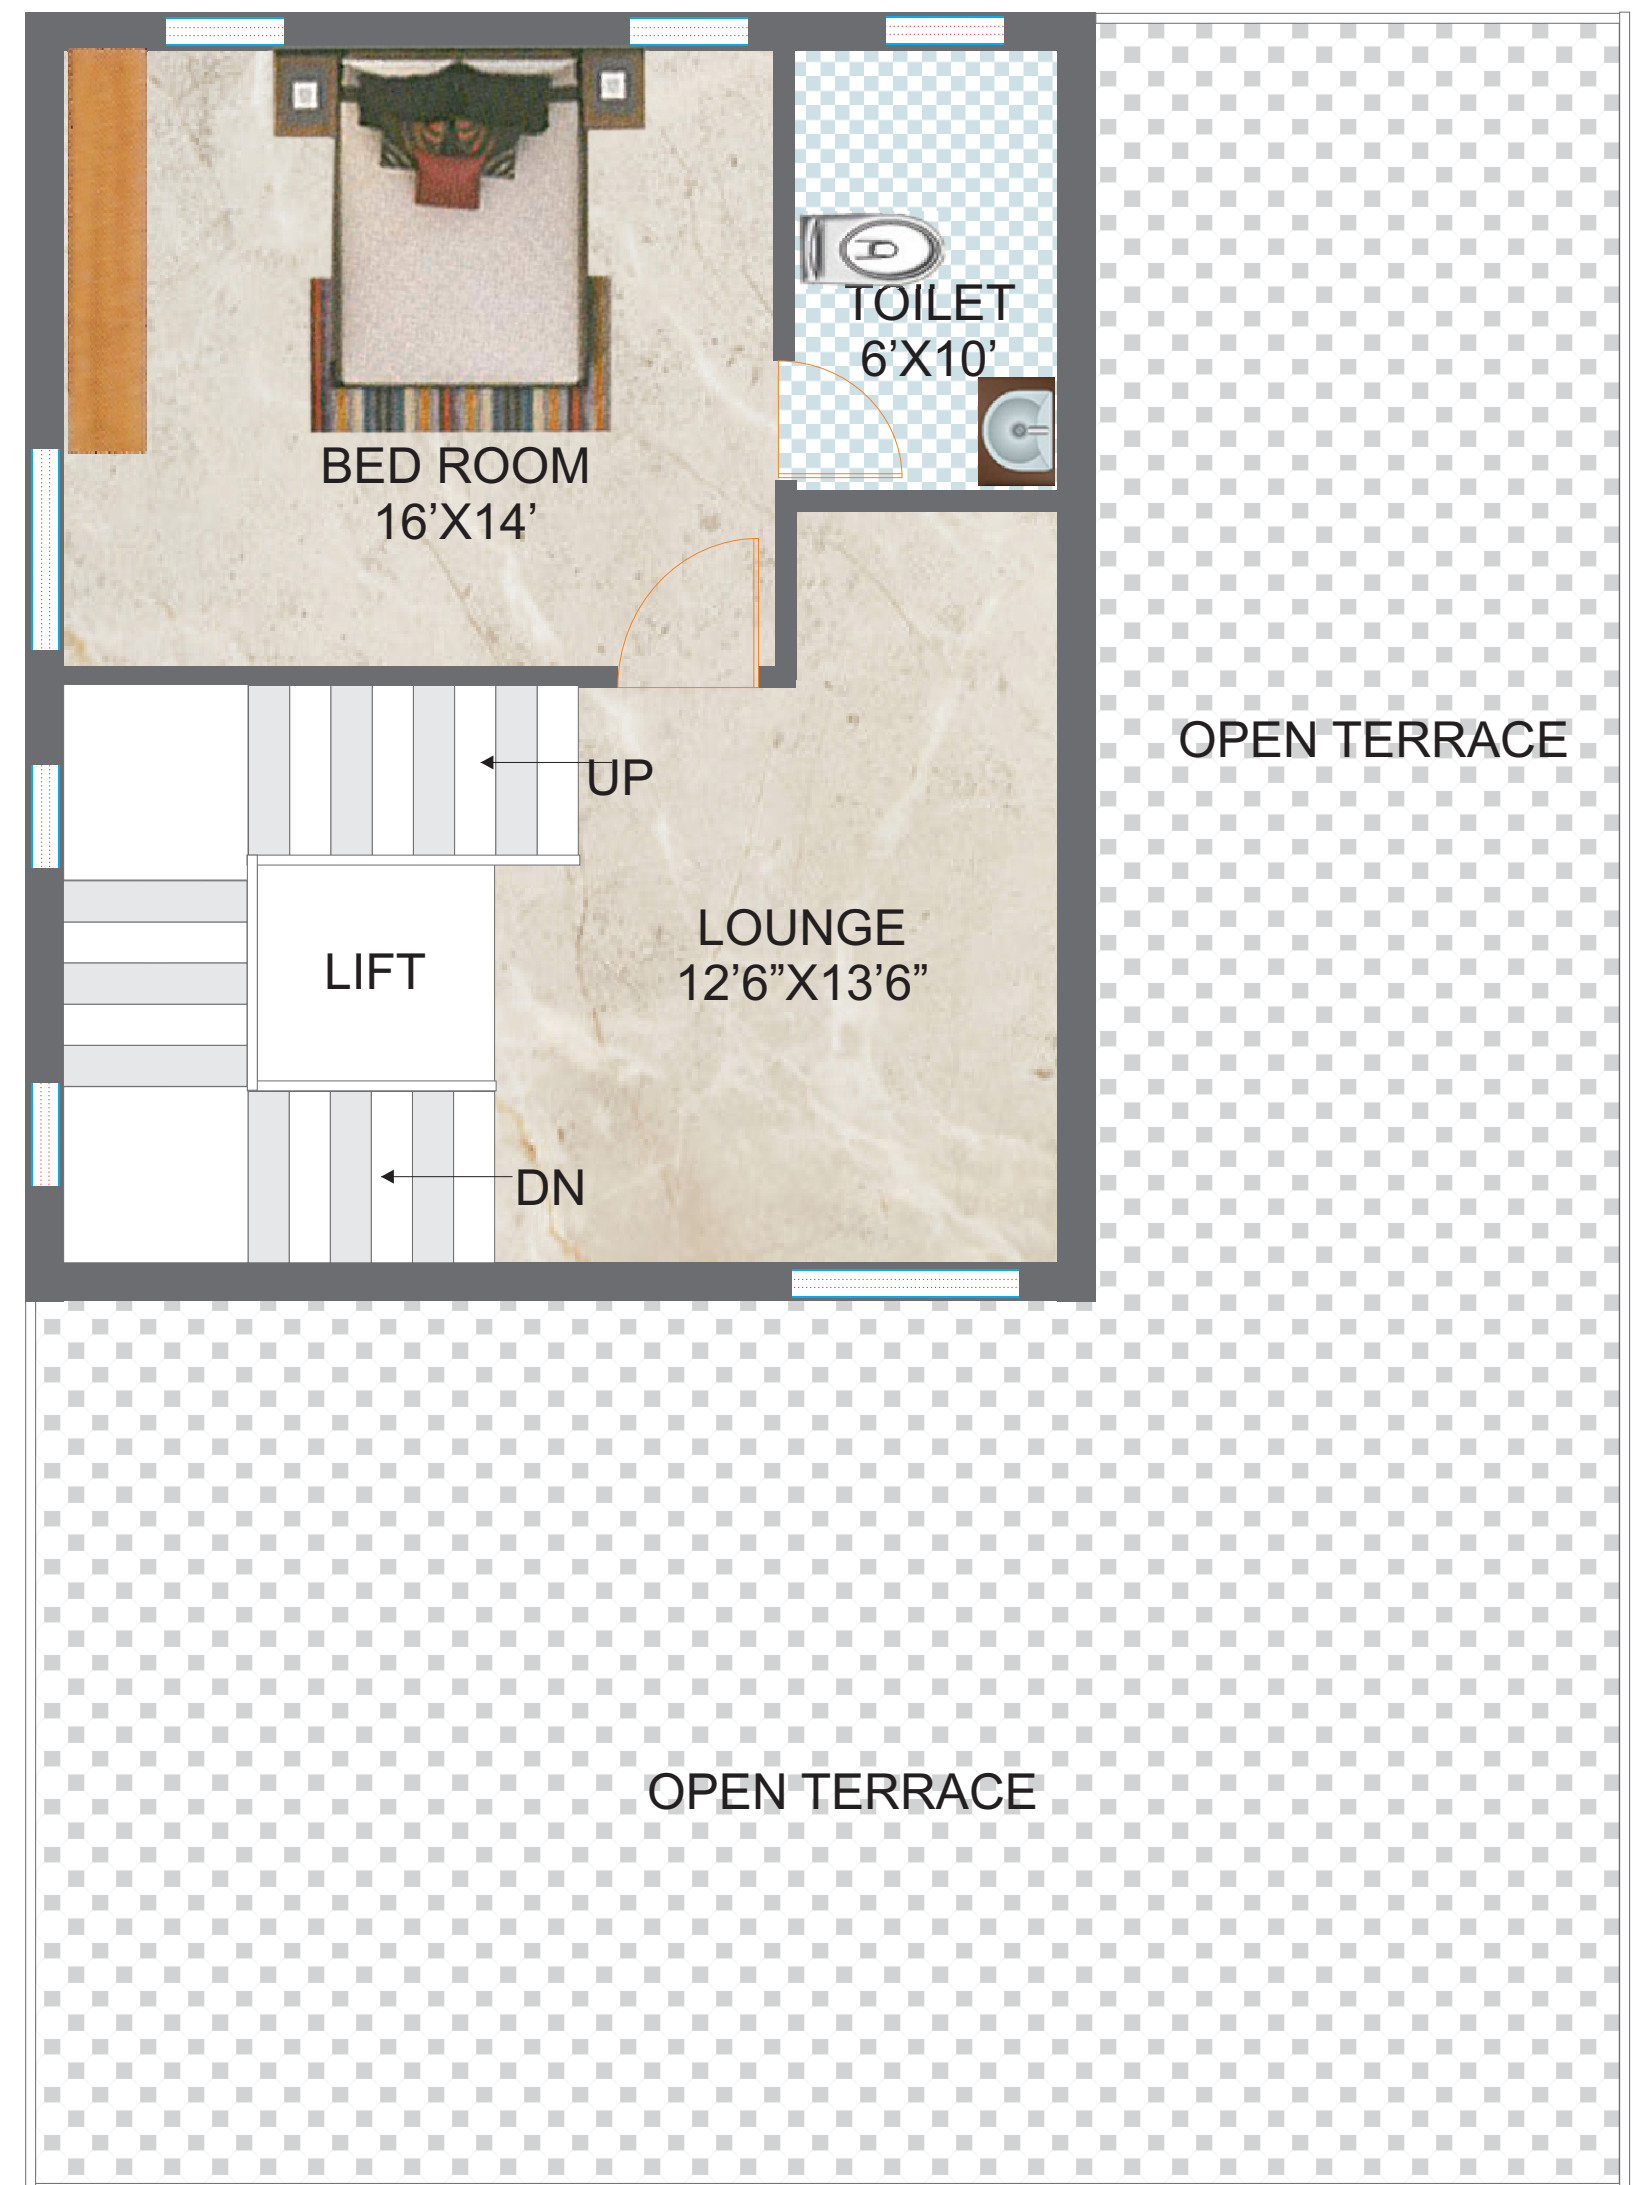 TOILET
6’X10’
BED ROOM
16’X14’
OPEN TERRACE
UP
LOUNGE
12’6”X13’6”
LIFT
DN
OPEN TERRACE